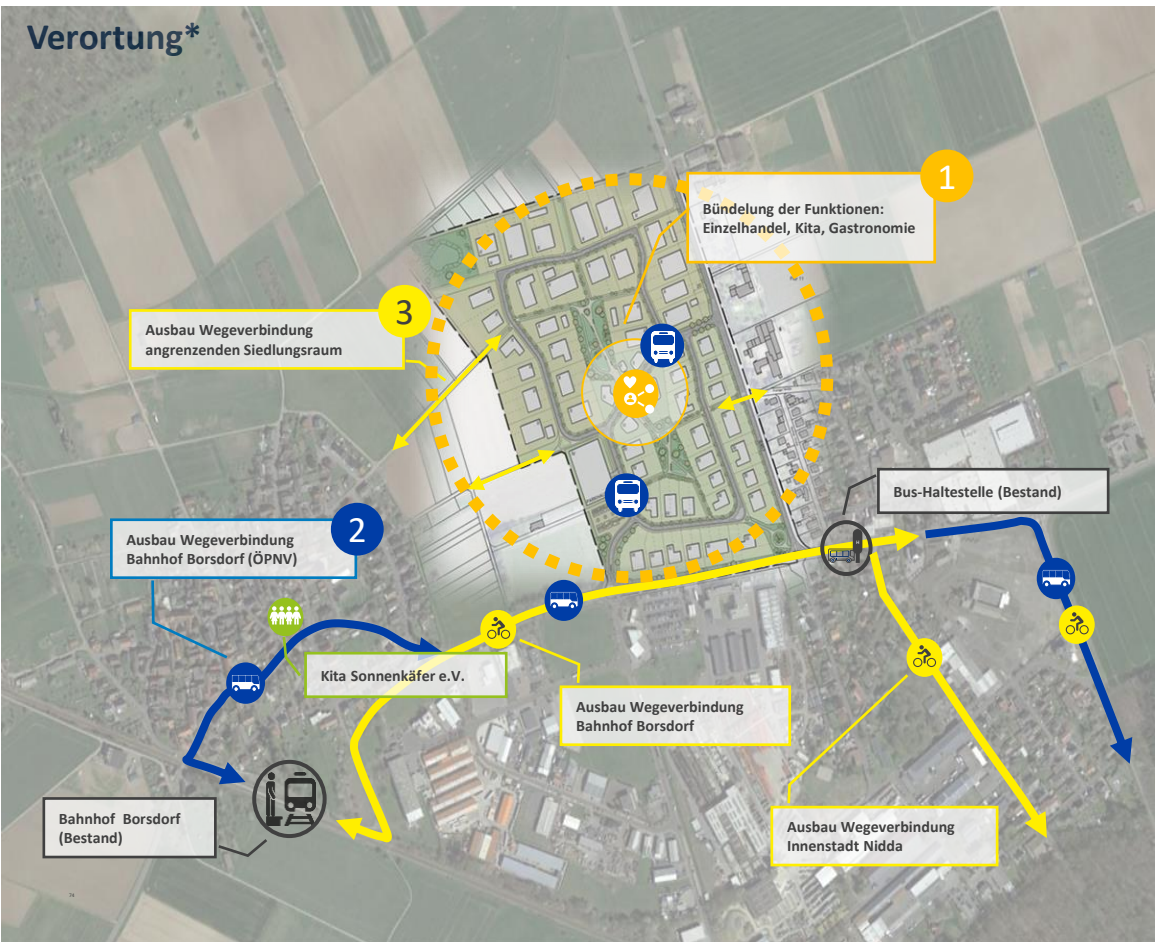 Verortung*
1
Bündelung der Funktionen:
Einzelhandel, Kita, Gastronomie
3
Ausbau Wegeverbindung
angrenzenden Siedlungsraum
Bus-Haltestelle (Bestand)
2
Ausbau Wegeverbindung
Bahnhof Borsdorf (ÖPNV)
Kita Sonnenkäfer e.V.
Ausbau Wegeverbindung
Bahnhof Borsdorf
Bahnhof Borsdorf
(Bestand)
Ausbau Wegeverbindung
Innenstadt Nidda